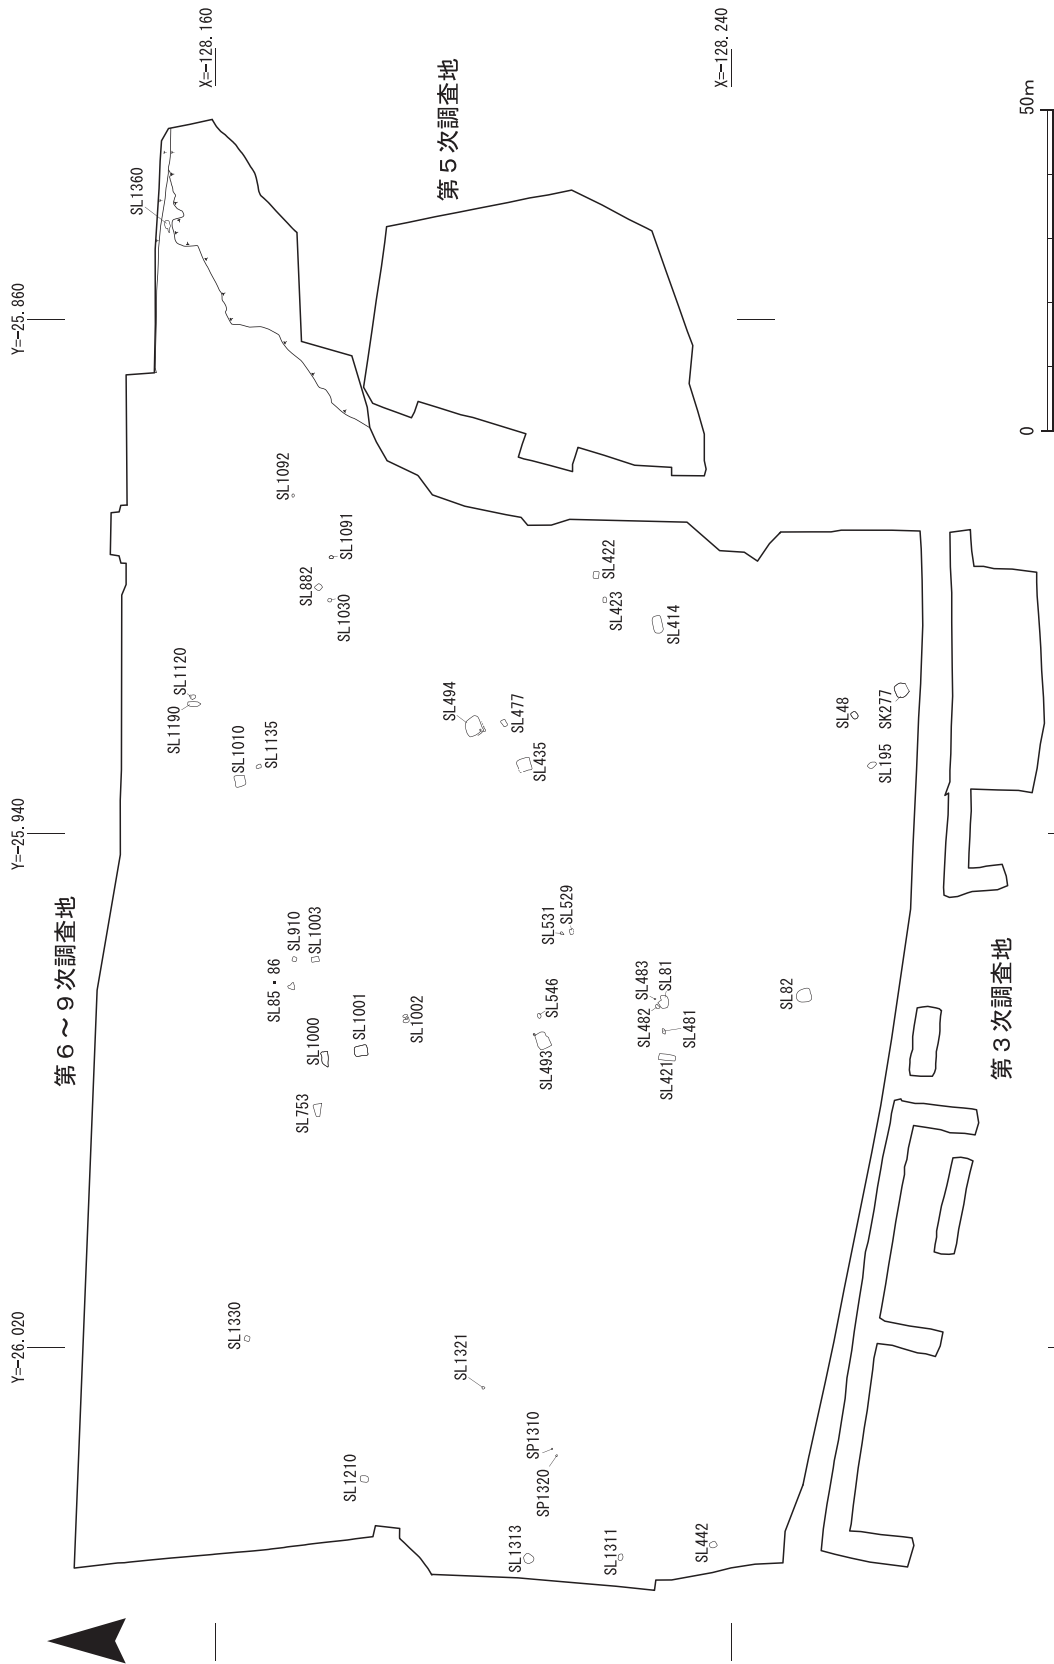 Y=-26.020
Y=-25.940
Y=-25.860
第6～9次調査地
X=-128.160
SL1360
SL1120
SL1190
SL1010
SL1135
SL1330
SL910
SL1003
SL85・86
SL1000
SL1001
SL753
SL1002
SL1092
SL1091
SL882
SL1030
SL1210
第5次調査地
SL494
SL477
SL435
SL1321
SP1310
SP1320
SL1313
SL1311
SL531
SL529
SL546
SL493
SL422
SL423
SL414
SL483
SL81
SL482
SL481
SL421
SL442
X=-128.240
SL82
SL48
SK277
SL195
第3次調査地
0
50m